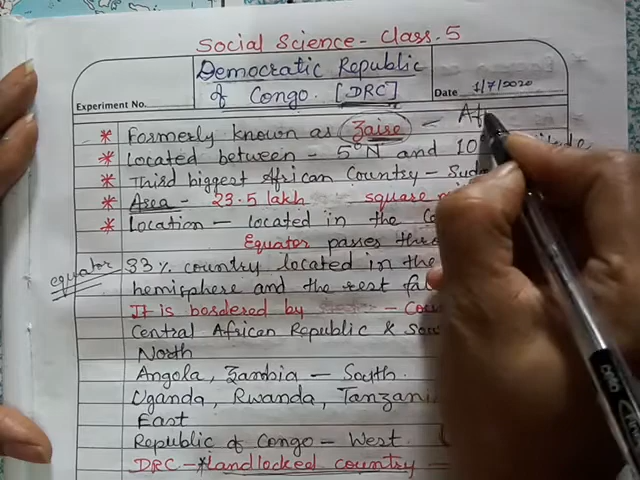 Social Science - Class. 5
Democratic Republic
of Congo. [DRC]
Experiment No.
Date 1/7/2020
* Formerly known as Zaire - Af
* Located between - 5°N and 10
* Third biggest African Country - Sud
* Area - 23.5 lakh square
* Location - located in the
Equator passes thr
equator
33% country located in the
hemisphere and the rest fal
It is bordered by
Central African Republic & Sou
North
Angola, Zambia - South.
Uganda, Rwanda, Tanzani
East
Republic of Congo - West.
DRC - *landlocked country -